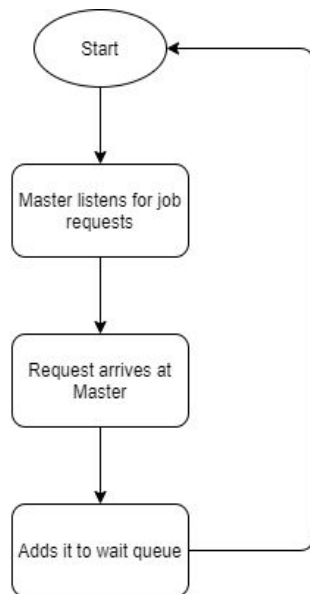 Start
Master listens for job
requests
Request arrives at
Master
Adds it to wait queue